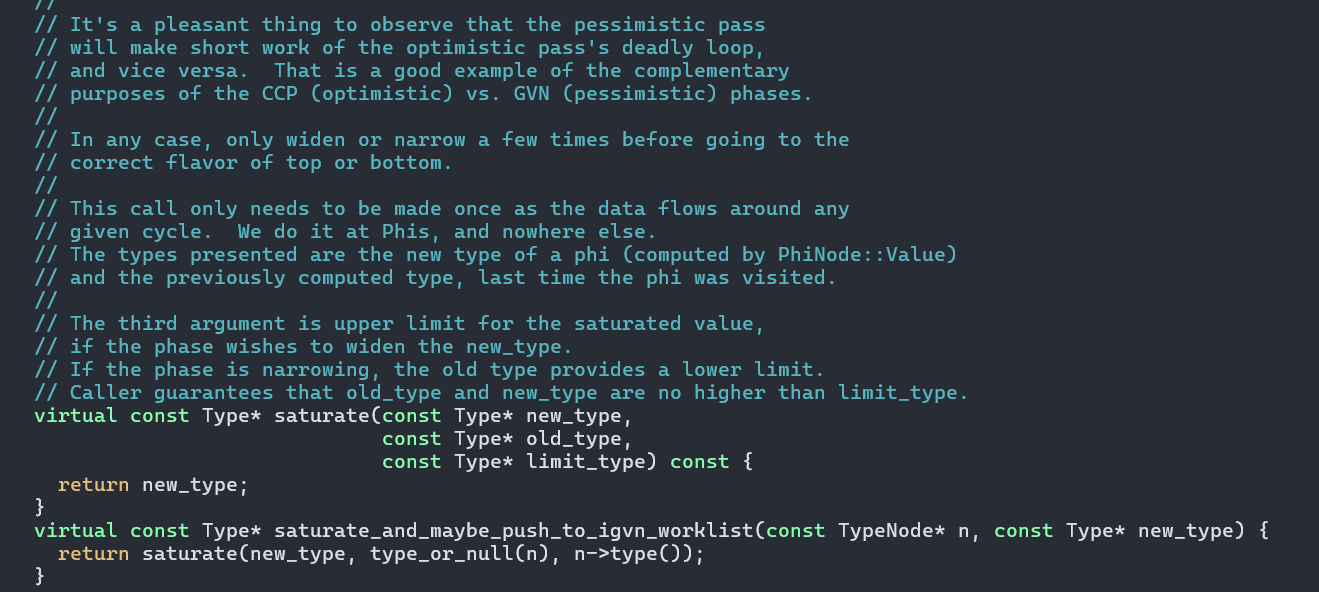 //
// It's a pleasant thing to observe that the pessimistic pass
// will make short work of the optimistic pass's deadly loop,
// and vice versa.  That is a good example of the complementary
// purposes of the CCP (optimistic) vs. GVN (pessimistic) phases.
//
// In any case, only widen or narrow a few times before going to the
// correct flavor of top or bottom.
//
// This call only needs to be made once as the data flows around any
// given cycle.  We do it at Phis, and nowhere else.
// The types presented are the new type of a phi (computed by PhiNode::Value)
// and the previously computed type, last time the phi was visited.
//
// The third argument is upper limit for the saturated value,
// if the phase wishes to widen the new_type.
// If the phase is narrowing, the old type provides a lower limit.
// Caller guarantees that old_type and new_type are no higher than limit_type.
virtual const Type* saturate(const Type* new_type,
                             const Type* old_type,
                             const Type* limit_type) const {
  return new_type;
}
virtual const Type* saturate_and_maybe_push_to_igvn_worklist(const TypeNode* n, const Type* new_type) {
  return saturate(new_type, type_or_null(n), n->type());
}